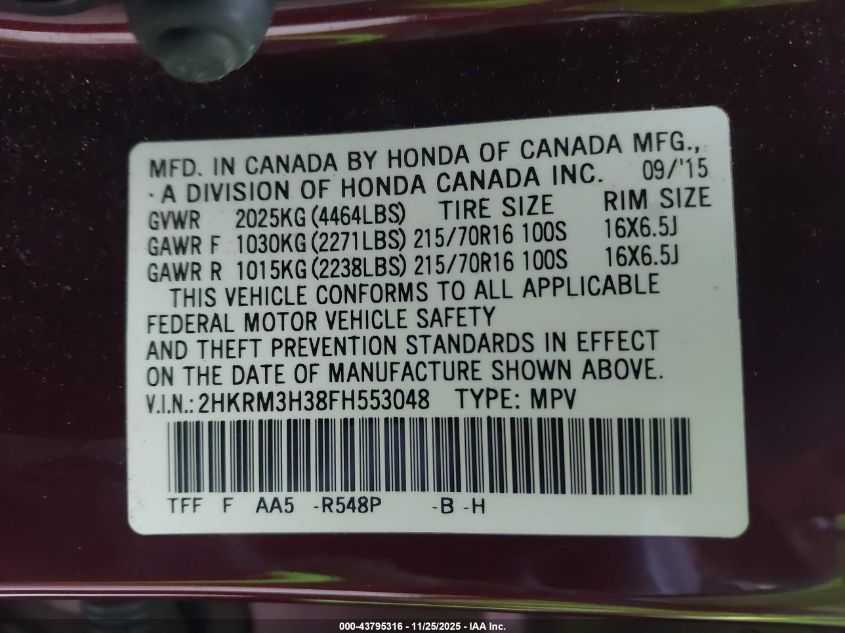 MFD. IN CANADA BY HONDA OF CANADA MFG.,
- A DIVISION OF HONDA CANADA INC. 09/'15
GVWR 2025KG (4464LBS) TIRE SIZE RIM SIZE
GAWR F 1030KG (2271LBS) 215/70R16 100S 16X6.5J
GAWR R 1015KG (2238LBS) 215/70R16 100S 16X6.5J
THIS VEHICLE CONFORMS TO ALL APPLICABLE
FEDERAL MOTOR VEHICLE SAFETY
AND THEFT PREVENTION STANDARDS IN EFFECT
ON THE DATE OF MANUFACTURE SHOWN ABOVE.
V.I.N.: 2HKRM3H38FH553048 TYPE: MPV
TFF F AA5 -R548P -B -H
000-43795316 - 11/25/2025 - IAA Inc.